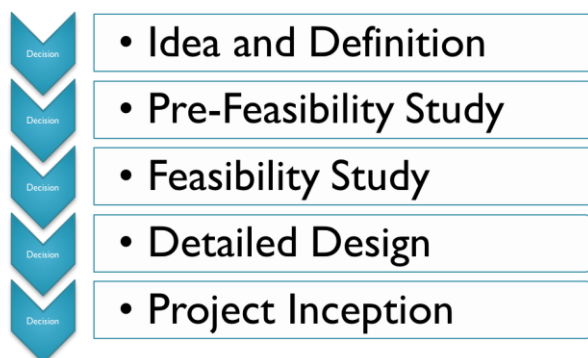 Decision
• Idea and Definition
Decision
• Pre-Feasibility Study
Decision
• Feasibility Study
Decision
• Detailed Design
Decision
• Project Inception